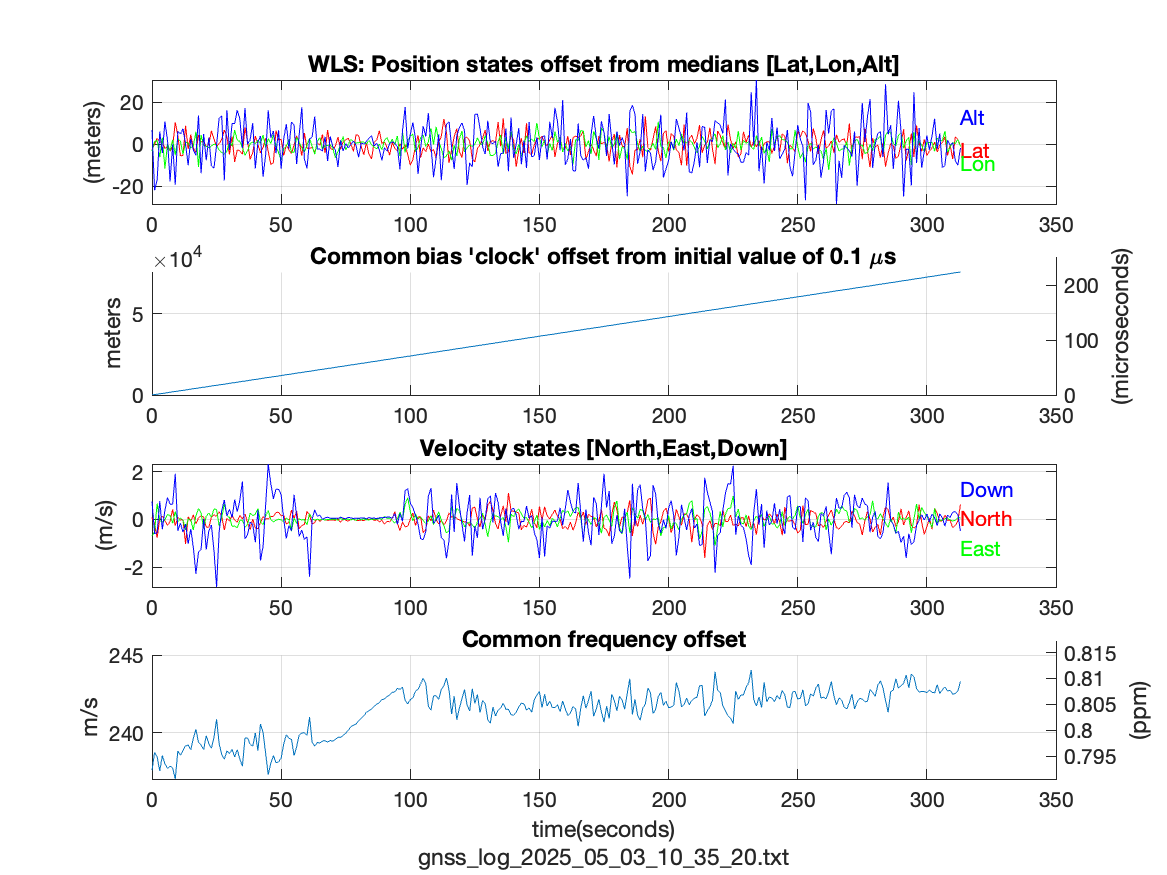 WLS: Position states offset from medians [Lat,Lon,Alt]
(meters)
20
0
-20
Alt
Lat
Lon
0 50 100 150 200 250 300 350
×10⁴
Common bias 'clock' offset from initial value of 0.1 μs
meters
5
0
200
100
0
(microseconds)
0 50 100 150 200 250 300 350
Velocity states [North,East,Down]
(m/s)
2
0
-2
Down
North
East
0 50 100 150 200 250 300 350
Common frequency offset
m/s
245
240
0.815
0.81
0.805
0.8
0.795
(ppm)
0 50 100 150 200 250 300 350
time(seconds)
gnss_log_2025_05_03_10_35_20.txt